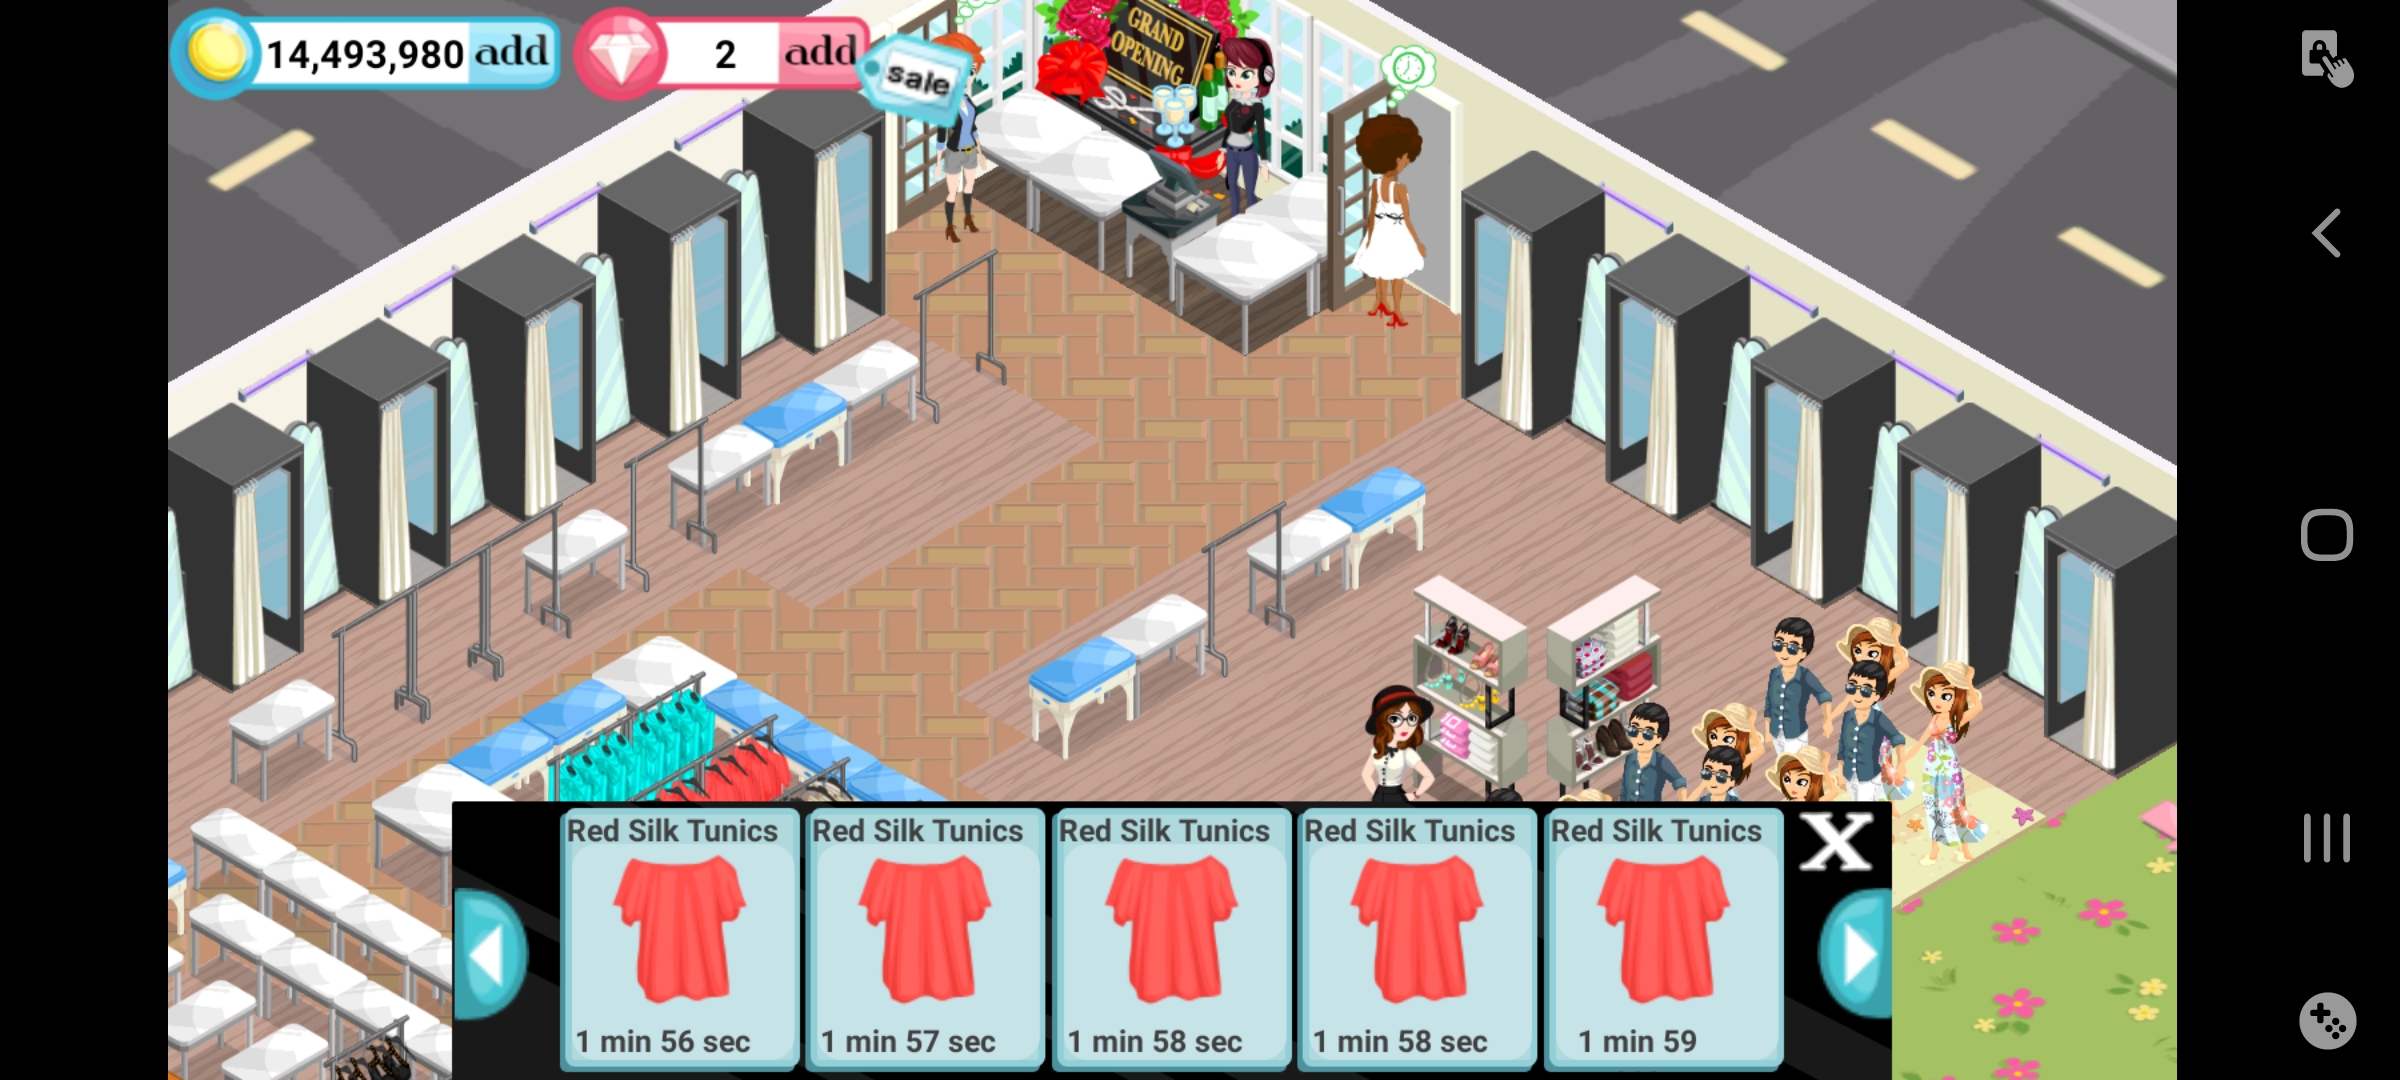 14,493,980 add
2 add
sale
GRAND
OPENING
Red Silk Tunics
1 min 56 sec
Red Silk Tunics
1 min 57 sec
Red Silk Tunics
1 min 58 sec
Red Silk Tunics
1 min 58 sec
Red Silk Tunics
1 min 59
X